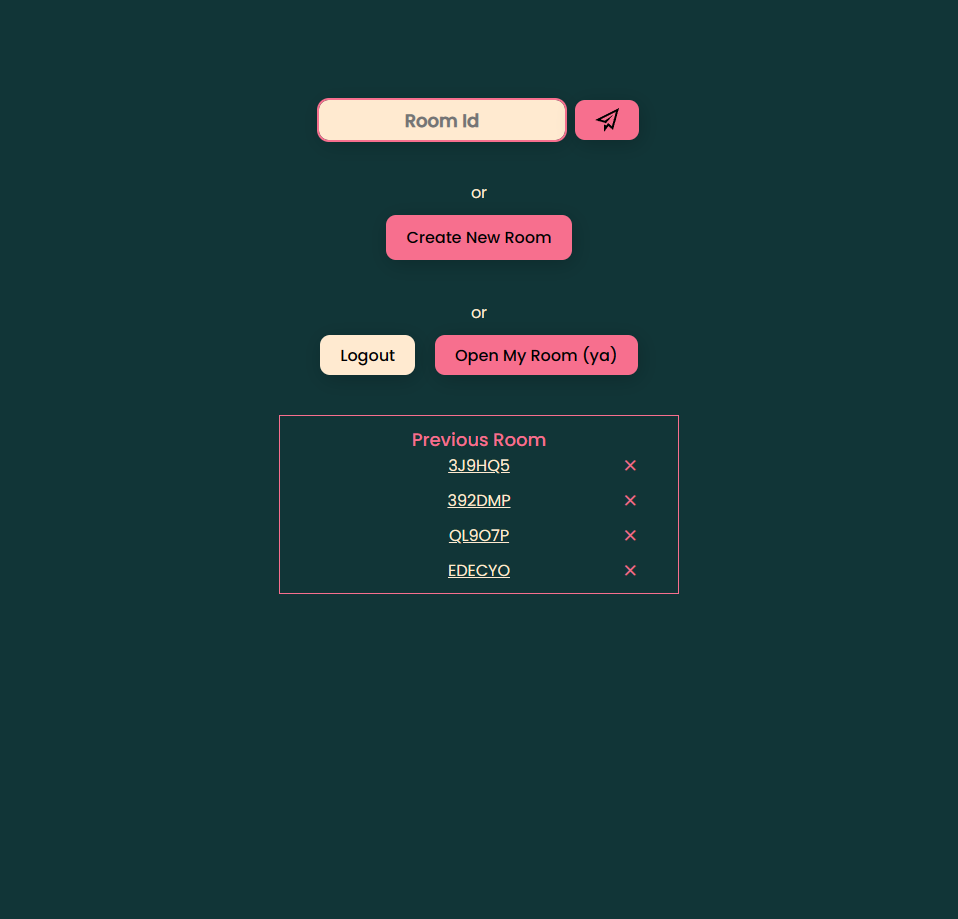 Room Id
or
Create New Room
or
Logout Open My Room (ya)
Previous Room
3J9HQ5
392DMP
QL9O7P
EDECYO